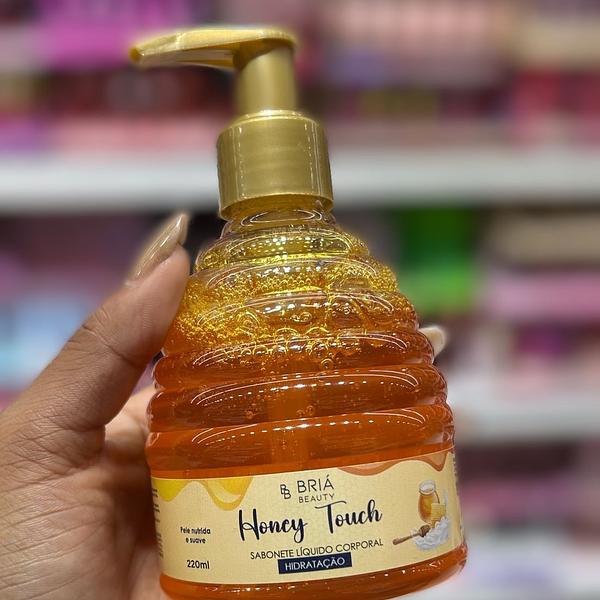 BB BRIÁ
BEAUTY
Honey Touch
Pele nutrida
e suave
SABONETE LÍQUIDO CORPORAL
HIDRATAÇÃO
220ml